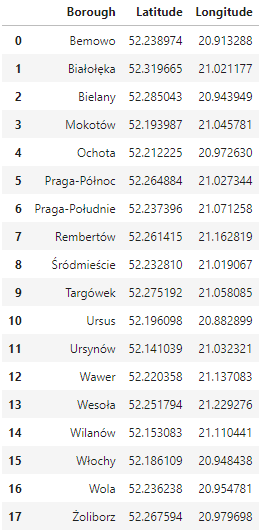 Borough Latitude Longitude
0 Bemowo 52.238974 20.913288
1 Białołęka 52.319665 21.021177
2 Bielany 52.285043 20.943949
3 Mokotów 52.193987 21.045781
4 Ochota 52.212225 20.972630
5 Praga-Północ 52.264884 21.027344
6 Praga-Południe 52.237396 21.071258
7 Rembertów 52.261415 21.162819
8 Śródmieście 52.232810 21.019067
9 Targówek 52.275192 21.058085
10 Ursus 52.196098 20.882899
11 Ursynów 52.141039 21.032321
12 Wawer 52.220358 21.137083
13 Wesoła 52.251794 21.229276
14 Wilanów 52.153083 21.110441
15 Włochy 52.186109 20.948438
16 Wola 52.236238 20.954781
17 Żoliborz 52.267594 20.979698